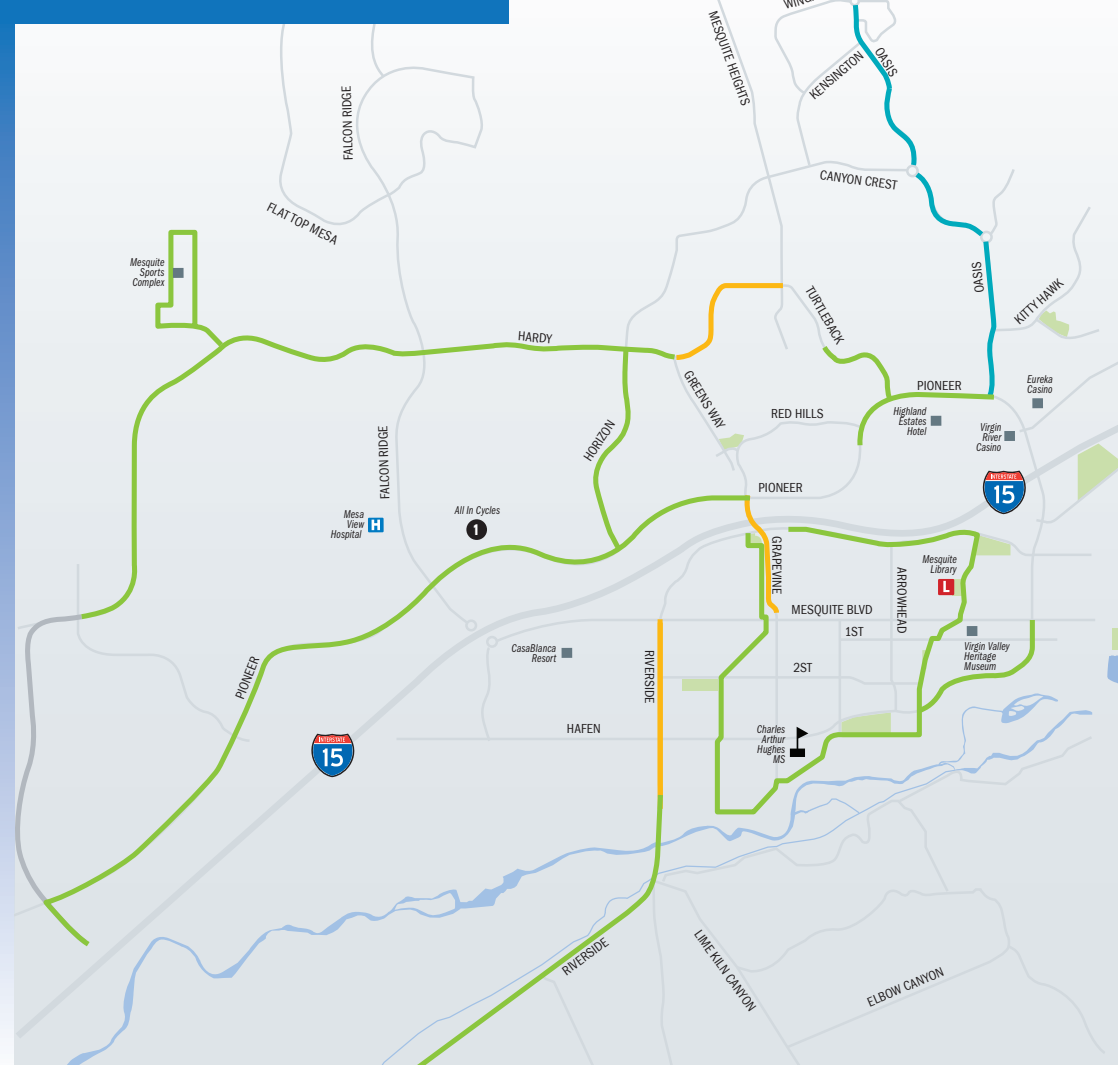 WING
MESQUITE HEIGHTS
OASIS
KENSINGTON
FALCON RIDGE
CANYON CREST
FLAT TOP MESA
Mesquite
Sports
Complex
OASIS
KITTY HAWK
TURTLEBACK
HARDY
GREENS WAY
PIONEER
Eureka
Casino
RED HILLS
Highland
Estates
Hotel
Virgin
River
Casino
HORIZON
FALCON RIDGE
PIONEER
INTERSTATE
15
Mesa
View
Hospital
H
All In Cycles
1
GRAPEVINE
ARROWHEAD
Mesquite
Library
L
MESQUITE BLVD
1ST
CasaBlanca
Resort
RIVERSIDE
Virgin Valley
Heritage
Museum
2ST
PIONEER
HAFEN
Charles
Arthur
Hughes
MS
INTERSTATE
15
RIVERSIDE
LIME KILN CANYON
ELBOW CANYON